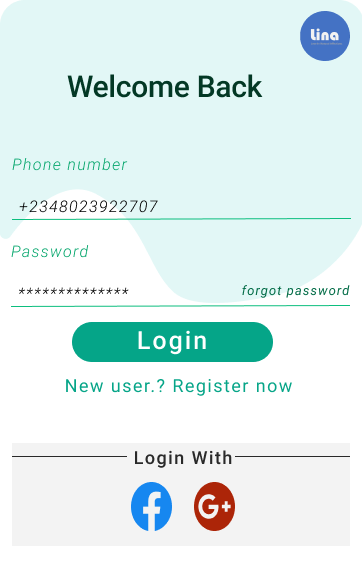 Lina
Welcome Back
Phone number
+2348023922707
Password
**************
forgot password
Login
New user.? Register now
Login With
f
G+